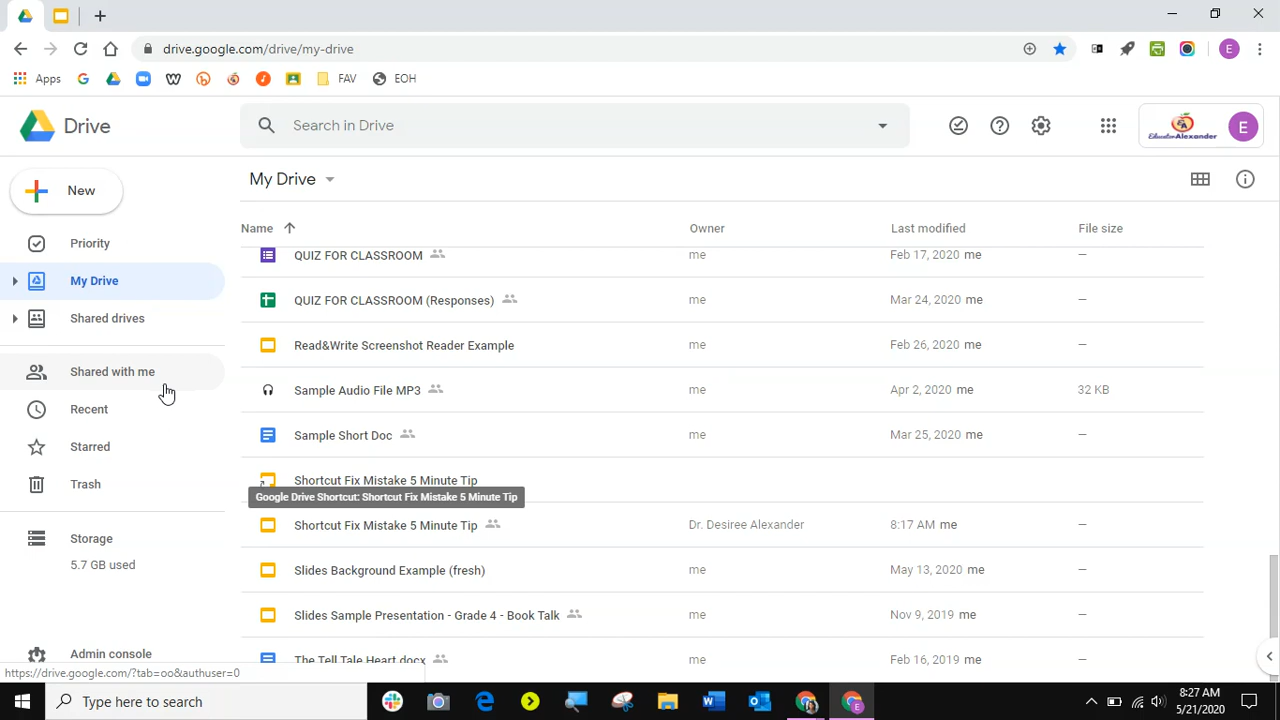 drive.google.com/drive/my-drive
Apps
FAV
EOH
Drive
Search in Drive
EducatorAlexander
E
New
My Drive
Name
Owner
Last modified
File size
Priority
My Drive
Shared drives
Shared with me
Recent
Starred
Trash
Storage
5.7 GB used
Admin console
QUIZ FOR CLASSROOM me Feb 17, 2020 me —
QUIZ FOR CLASSROOM (Responses) me Mar 24, 2020 me —
Read&Write Screenshot Reader Example me Feb 26, 2020 me —
Sample Audio File MP3 me Apr 2, 2020 me 32 KB
Sample Short Doc me Mar 25, 2020 me —
Shortcut Fix Mistake 5 Minute Tip
Google Drive Shortcut: Shortcut Fix Mistake 5 Minute Tip
Shortcut Fix Mistake 5 Minute Tip Dr. Desiree Alexander 8:17 AM me —
Slides Background Example (fresh) me May 13, 2020 me —
Slides Sample Presentation - Grade 4 - Book Talk me Nov 9, 2019 me —
The Tell Tale Heart.docx me Feb 16, 2019 me —
https://drive.google.com/?tab=oo&authuser=0
Type here to search
8:27 AM
5/21/2020